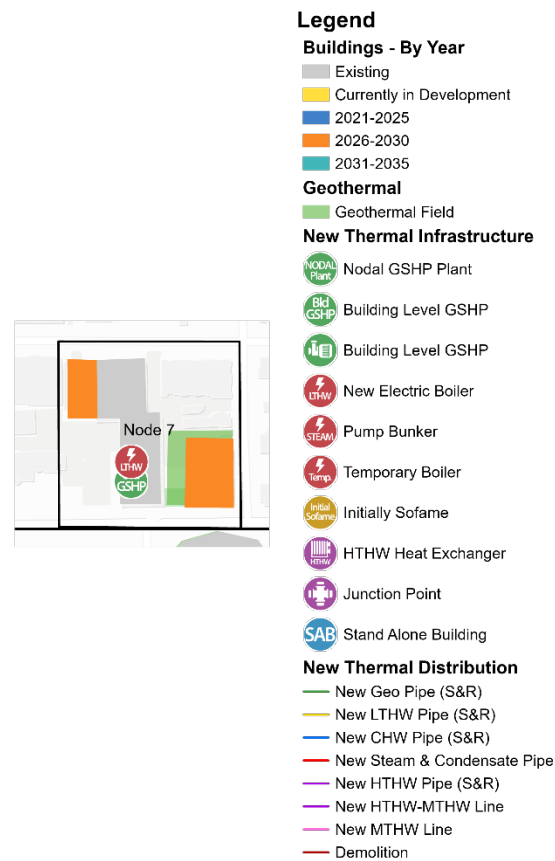 Legend
Buildings - By Year
Existing
Currently in Development
2021-2025
2026-2030
2031-2035
Geothermal
Geothermal Field
New Thermal Infrastructure
NODAL
Plant
Nodal GSHP Plant
Bld
GSHP
Building Level GSHP
Building Level GSHP
LTHW
New Electric Boiler
STEAM
Pump Bunker
Temp.
Temporary Boiler
Initial
Sofame
Initially Sofame
HTHW
HTHW Heat Exchanger
Junction Point
SAB
Stand Alone Building
New Thermal Distribution
New Geo Pipe (S&R)
New LTHW Pipe (S&R)
New CHW Pipe (S&R)
New Steam & Condensate Pipe
New HTHW Pipe (S&R)
New HTHW-MTHW Line
New MTHW Line
Demolition
Node 7
LTHW
GSHP